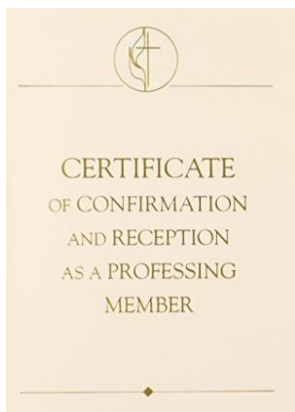 CERTIFICATE
OF CONFIRMATION
AND RECEPTION
AS A PROFESSING
MEMBER